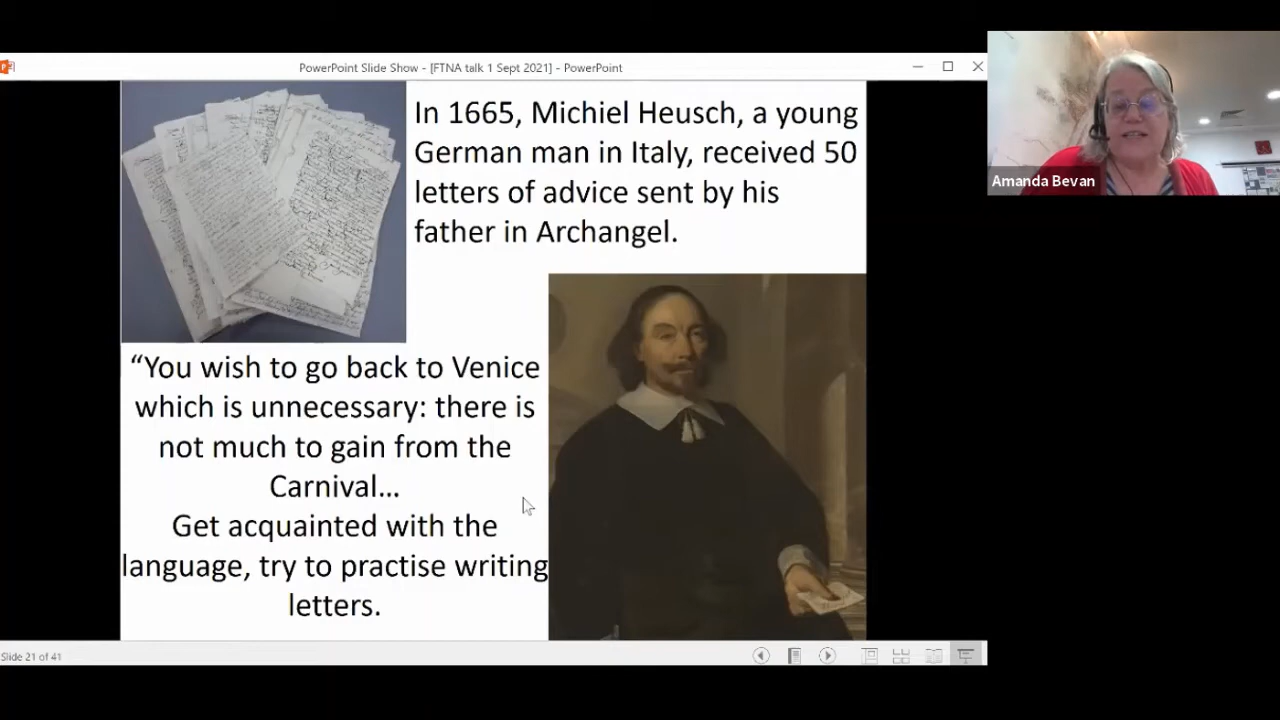 PowerPoint Slide Show - [FTNA talk 1 Sept 2021] - PowerPoint
In 1665, Michiel Heusch, a young
German man in Italy, received 50
letters of advice sent by his
father in Archangel.
“You wish to go back to Venice
which is unnecessary: there is
not much to gain from the
Carnival...
Get acquainted with the
language, try to practise writing
letters.
Slide 21 of 41
Amanda Bevan